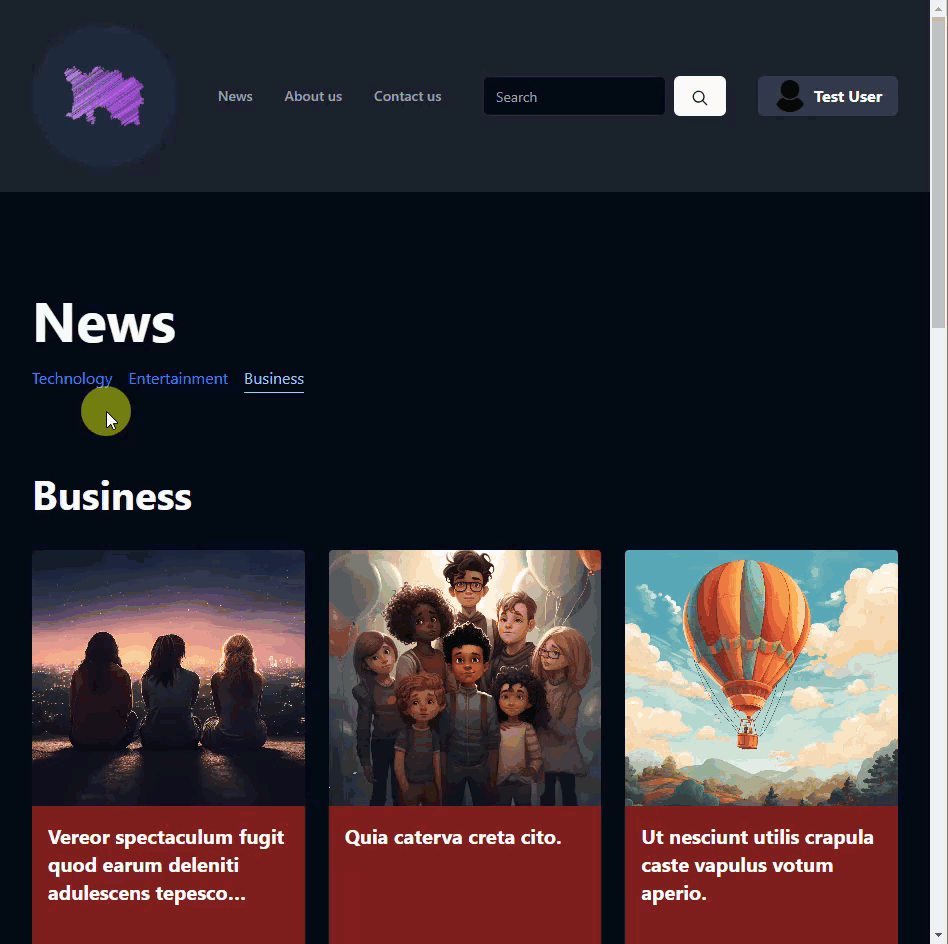 News About us Contact us Search Test User
News
Technology Entertainment Business
Business
Vereor spectaculum fugit
quod earum deleniti
adulescens tepesco...
Quia caterva creta cito.
Ut nesciunt utilis crapula
caste vapulus votum
aperio.